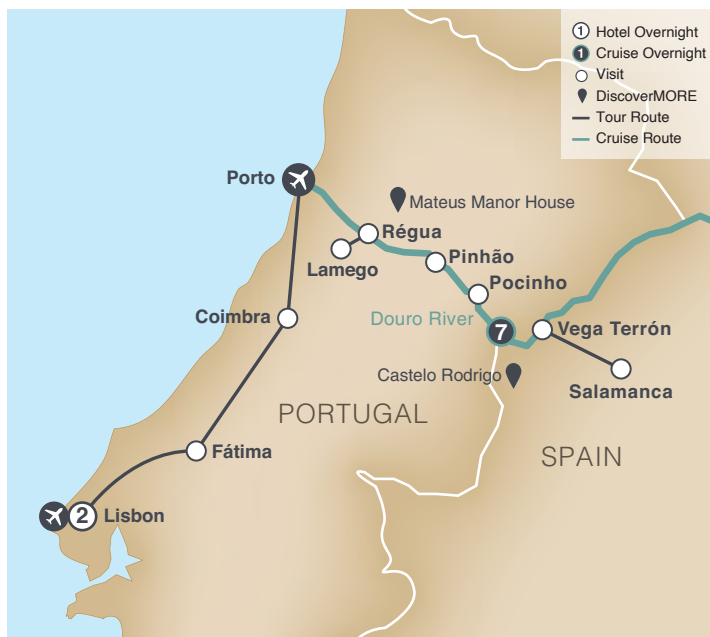 1 Hotel Overnight
1 Cruise Overnight
Visit
DiscoverMORE
Tour Route
Cruise Route
Porto
Mateus Manor House
Régua
Lamego
Pinhão
Pocinho
Coimbra
Douro River
7
Vega Terrón
Castelo Rodrigo
Salamanca
PORTUGAL
Fátima
SPAIN
2 Lisbon